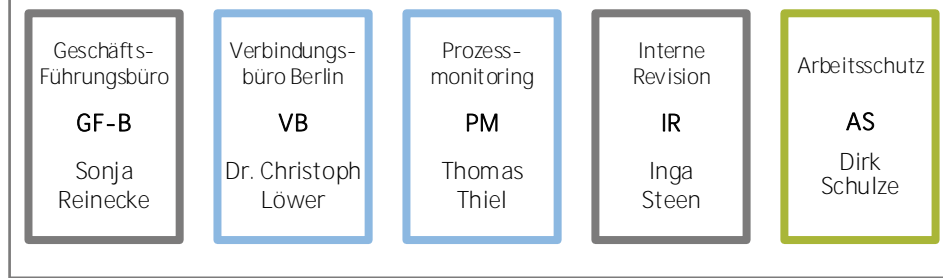 Geschäfts-
Führungsbüro
GF-B
Sonja
Reinecke
Verbindungs-
büro Berlin
VB
Dr. Christoph
Löwer
Prozess-
monitoring
PM
Thomas
Thiel
Interne
Revision
IR
Inga
Steen
Arbeitsschutz
AS
Dirk
Schulze